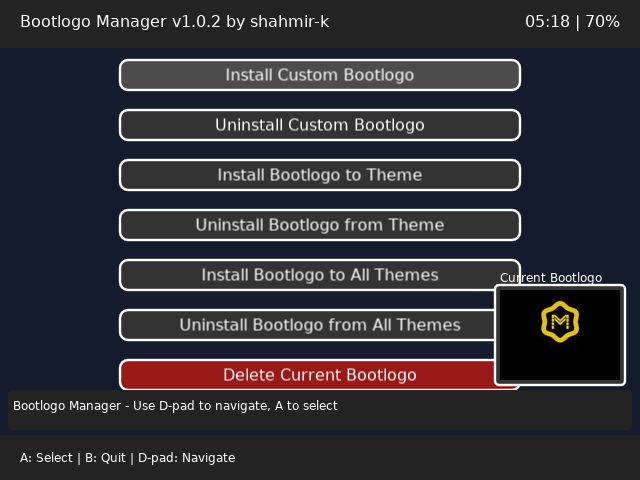 Bootlogo Manager v1.0.2 by shahmir-k
05:18 | 70%
Install Custom Bootlogo
Uninstall Custom Bootlogo
Install Bootlogo to Theme
Uninstall Bootlogo from Theme
Install Bootlogo to All Themes
Current Bootlogo
M
Uninstall Bootlogo from All Themes
Delete Current Bootlogo
Bootlogo Manager - Use D-pad to navigate, A to select
A: Select | B: Quit | D-pad: Navigate